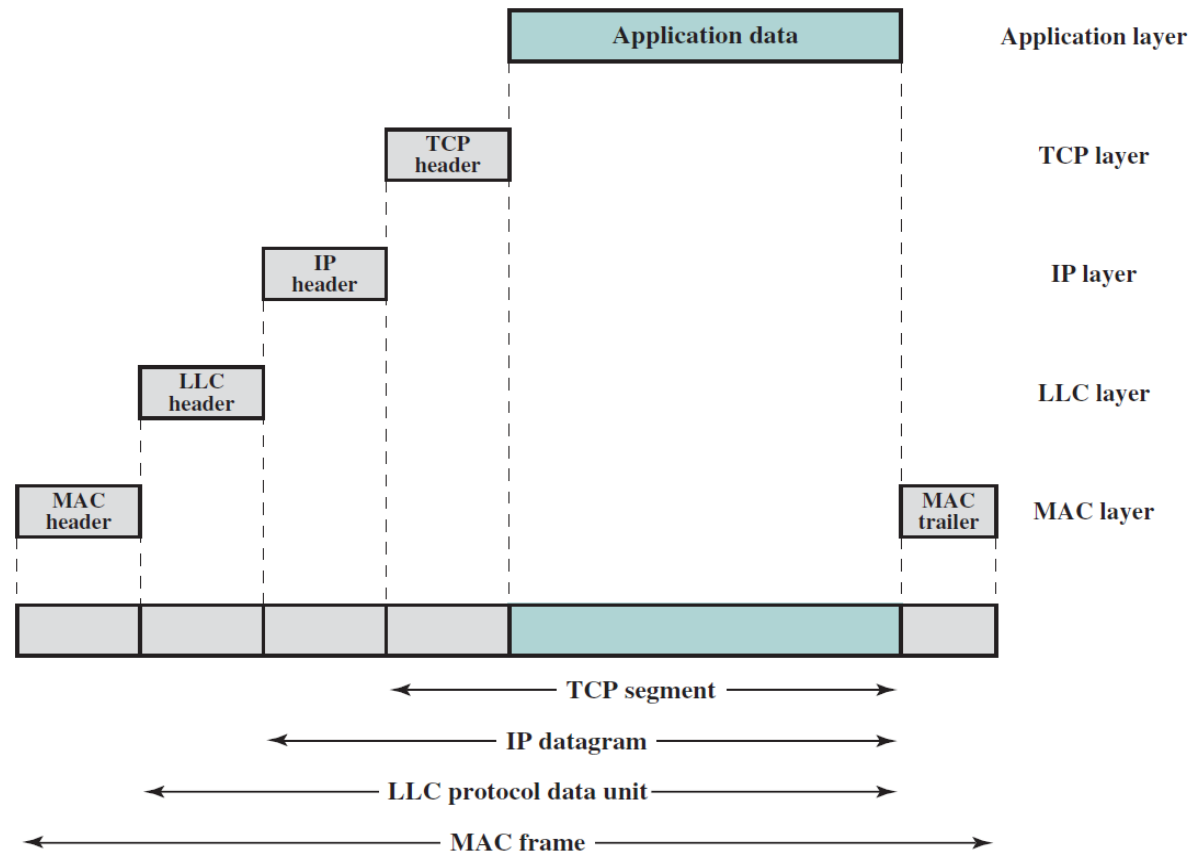 Application data
Application layer
TCP
header
TCP layer
IP
header
IP layer
LLC
header
LLC layer
MAC
header
MAC
trailer
MAC layer
TCP segment
IP datagram
LLC protocol data unit
MAC frame